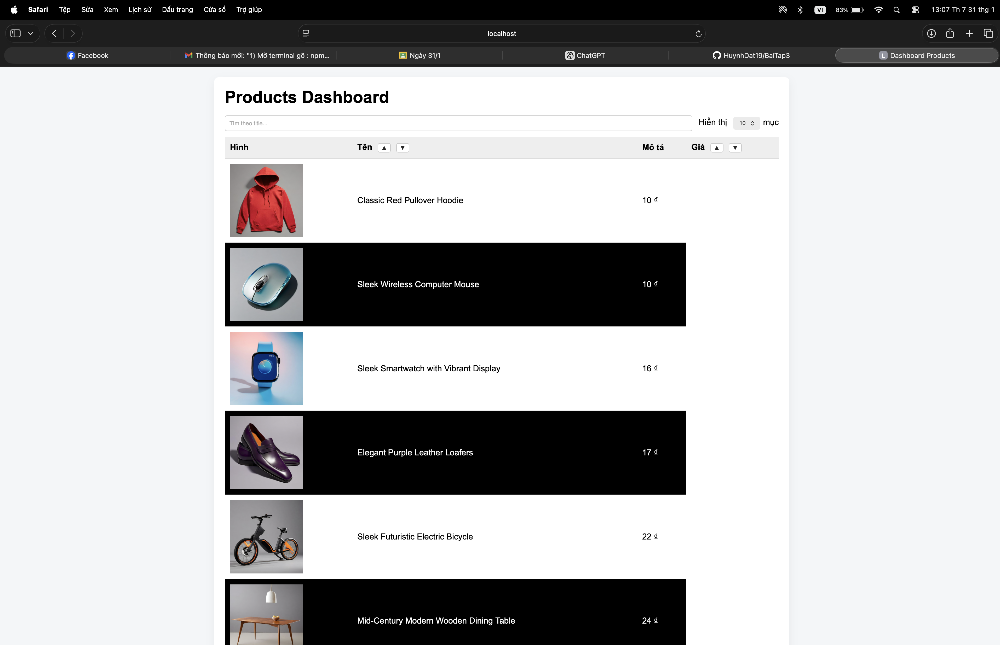 Safari Tệp Sửa Xem Lịch sử Dấu trang Cửa sổ Trợ giúp VI 83% 13:07 Th 7 31 thg 1
localhost
Facebook Thông báo mới: "1) Mở terminal gõ : npm... Ngày 31/1 ChatGPT HuynhDat19/BaiTap3 L Dashboard Products
Products Dashboard
Tìm theo title... Hiển thị 10 mục
Hình Tên ▲ ▼ Mô tả Giá ▲ ▼
Classic Red Pullover Hoodie 10 ₫
Sleek Wireless Computer Mouse 10 ₫
Sleek Smartwatch with Vibrant Display 16 ₫
Elegant Purple Leather Loafers 17 ₫
Sleek Futuristic Electric Bicycle 22 ₫
Mid-Century Modern Wooden Dining Table 24 ₫